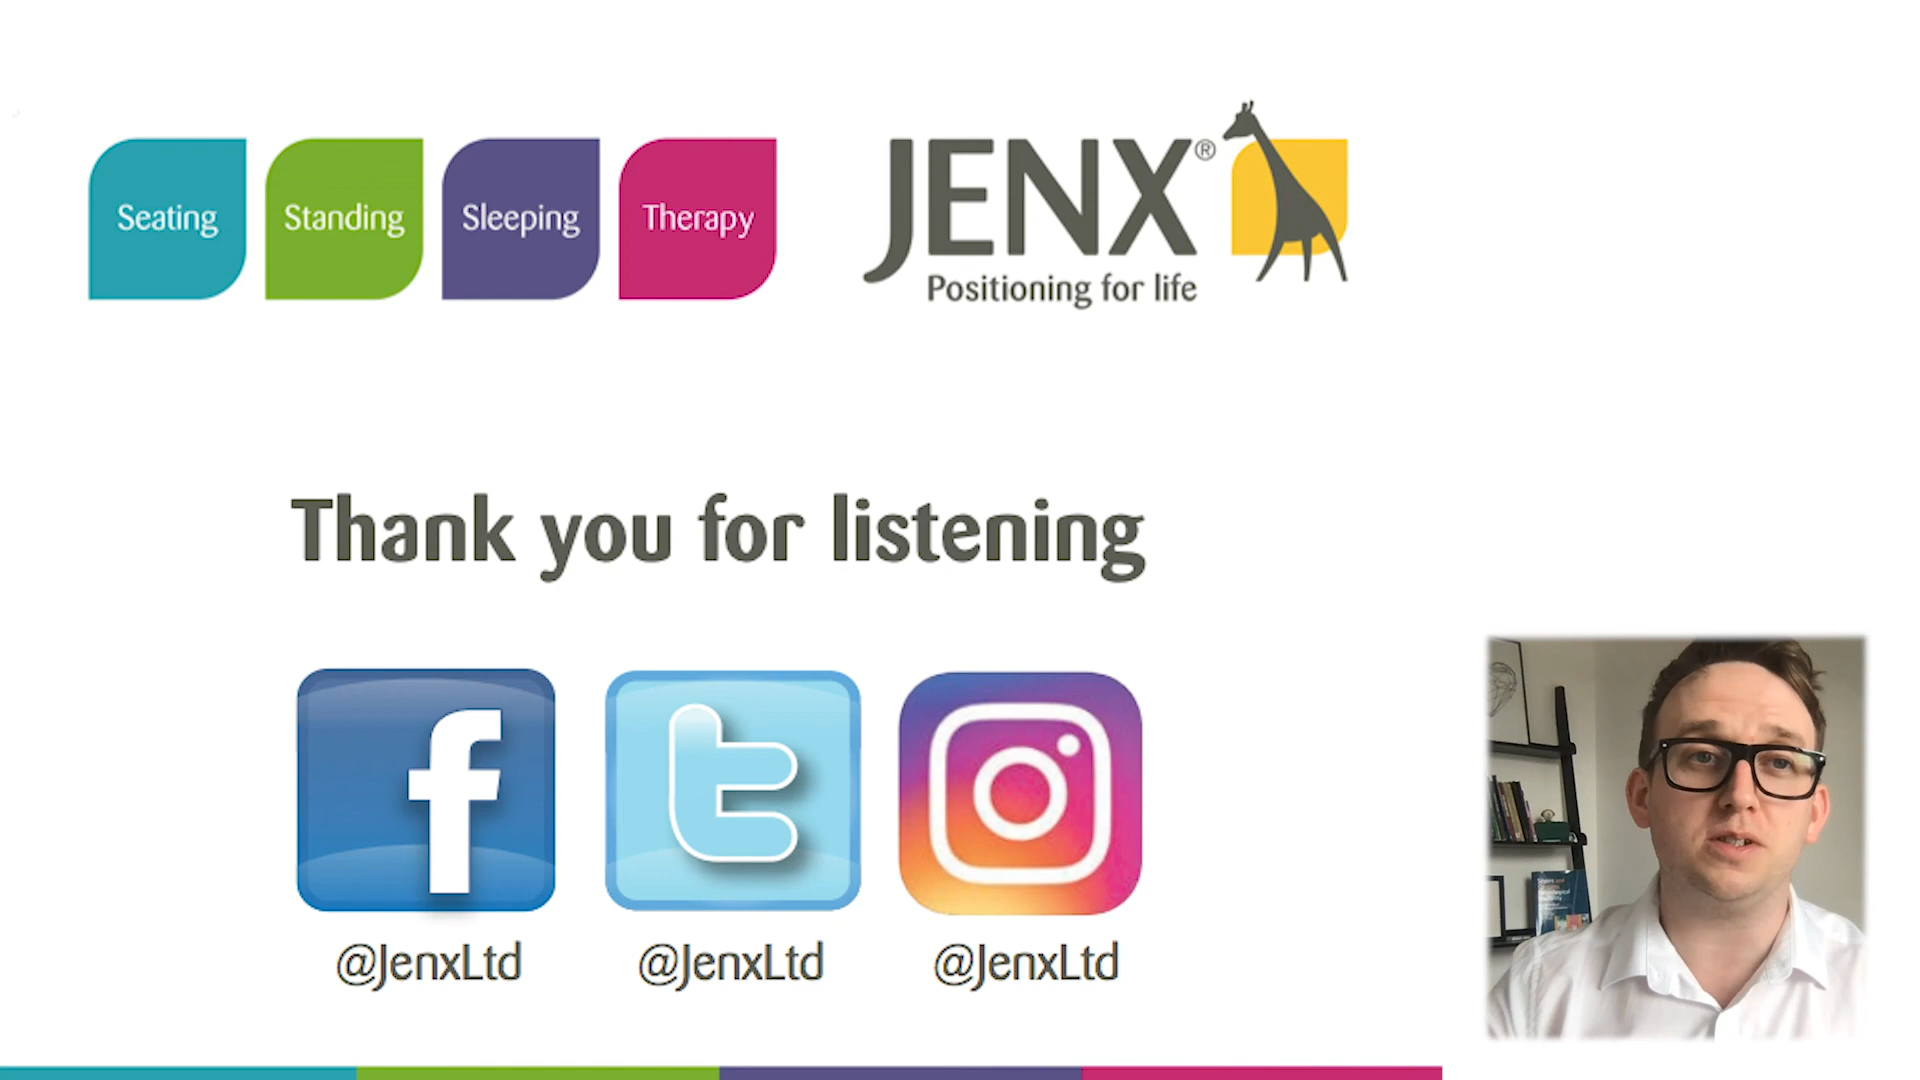 Seating
Standing
Sleeping
Therapy
JENX®
Positioning for life
Thank you for listening
@JenxLtd
@JenxLtd
@JenxLtd